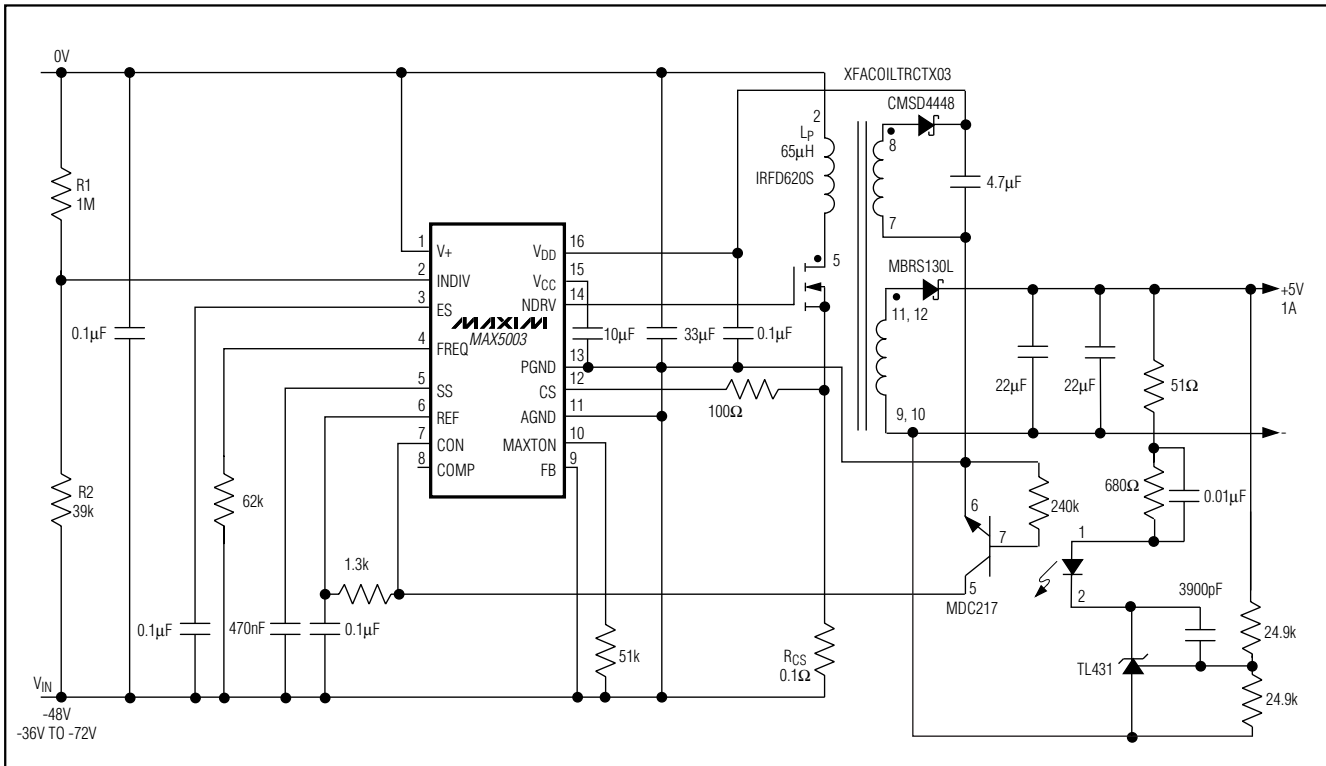 0V
XFACOILTRCTX03
CMSD4448
2
8
LP
65µH
IRFD620S
4.7µF
7
R1
1M
1 V+
2 INDIV
3 ES
4 FREQ
5 SS
6 REF
7 CON
8 COMP
MAXIM
MAX5003
VDD 16
VCC 15
NDRV 14
PGND 13
CS 12
AGND 11
MAXTON 10
FB 9
5
MBRS130L
11, 12
+5V
1A
0.1µF
10µF
33µF
0.1µF
22µF
22µF
51Ω
100Ω
9, 10
-
R2
39k
62k
680Ω
0.01µF
240k
6
7
5
MDC217
1
2
3900pF
1.3k
0.1µF
470nF
0.1µF
51k
RCS
0.1Ω
24.9k
TL431
24.9k
VIN
-48V
-36V TO -72V